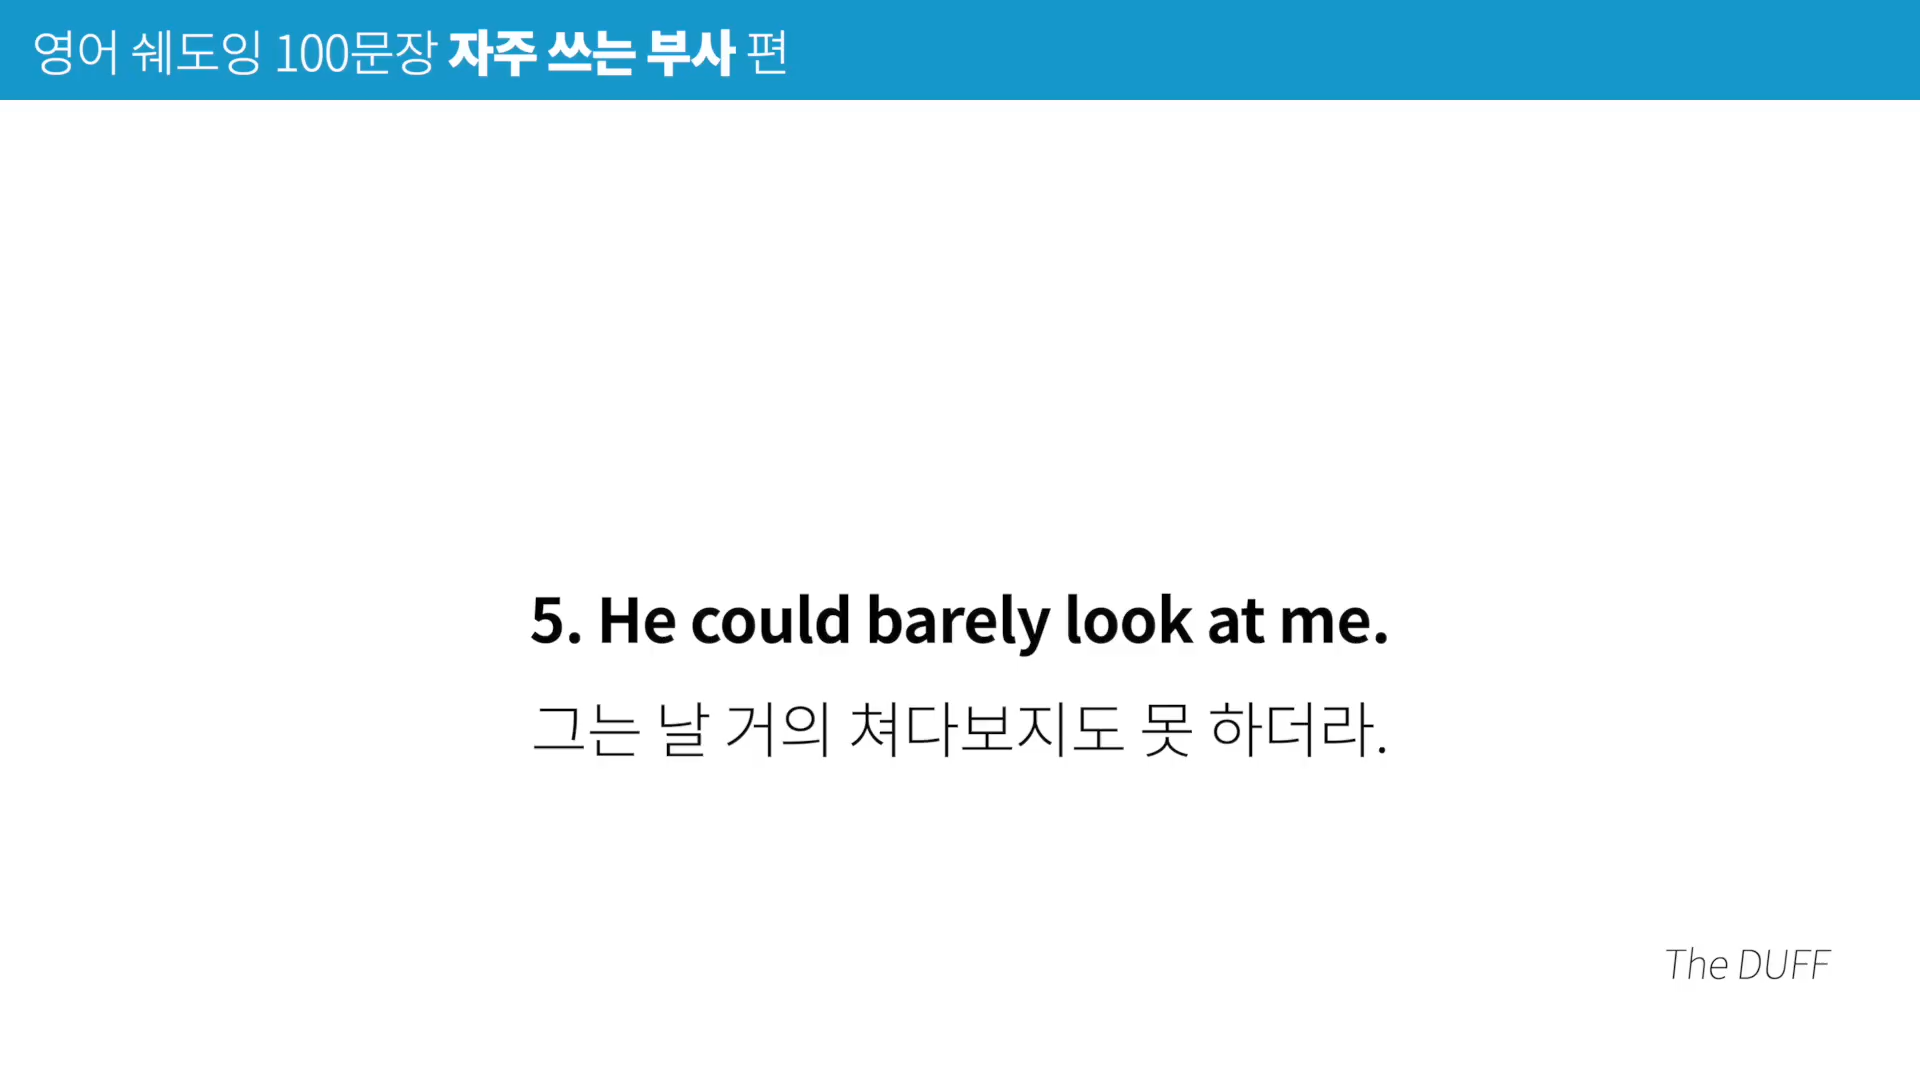 영어 쉐도잉 100문장 자주 쓰는 부사 편
5. He could barely look at me.
그는 날 거의 쳐다보지도 못 하더라.
The DUFF